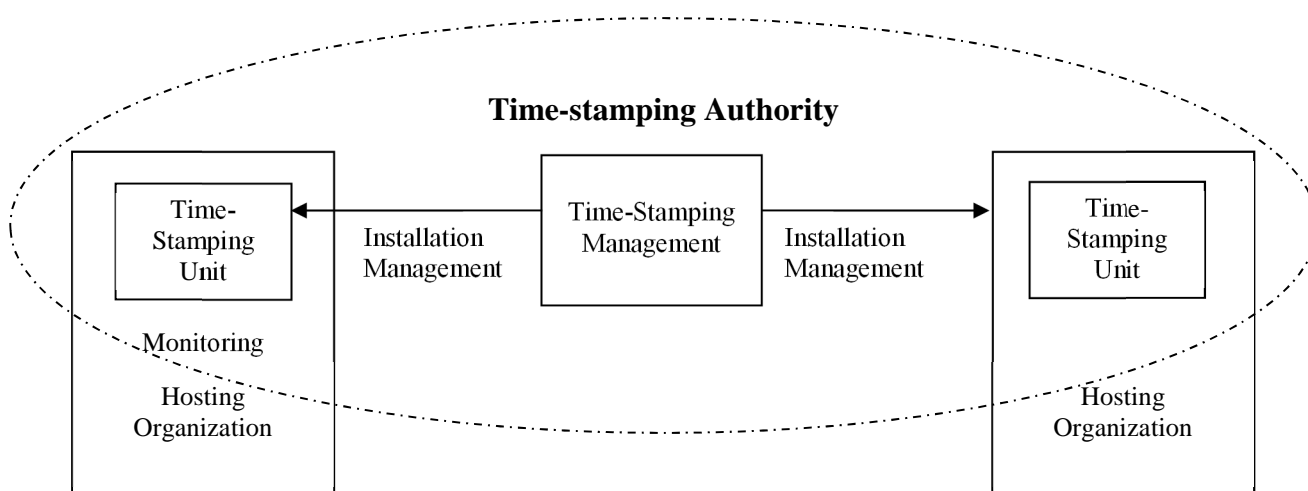 Time-stamping Authority
Time-
Stamping
Unit
Installation
Management
Time-Stamping
Management
Installation
Management
Time-
Stamping
Unit
Monitoring
Hosting
Organization
Hosting
Organization